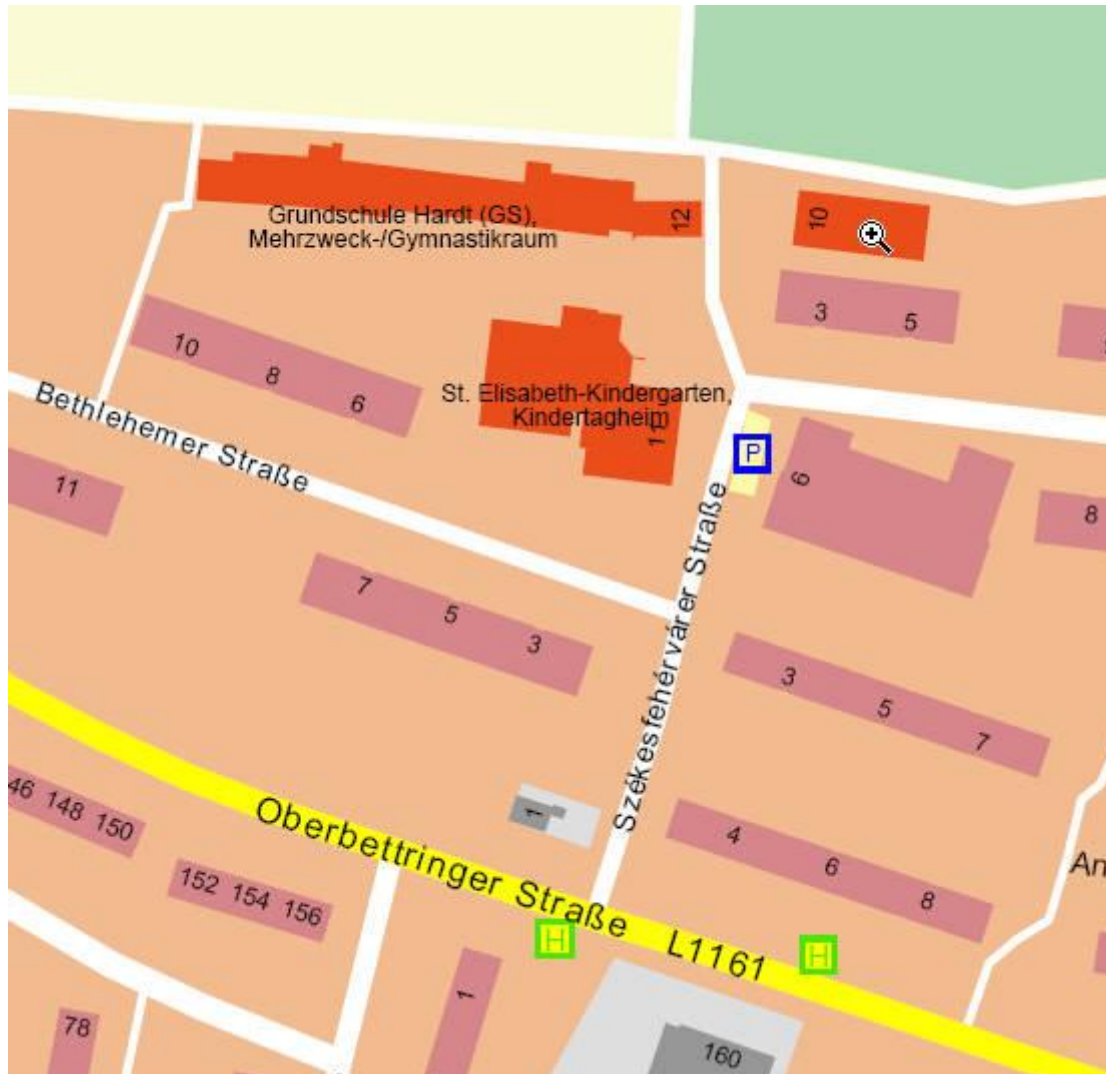 Grundschule Hardt (GS),
Mehrzweck-/Gymnastikraum
12
10
3 5
10 8 6
St. Elisabeth-Kindergarten,
Kindertagheim
11
Bethlehemer Straße
P
6
8
11
7 5 3
Székesfehérvárer Straße
3 5 7
46 148 150
1
4 6 8
An
Oberbettringer Straße L1161
152 154 156
H
H
1
78
160